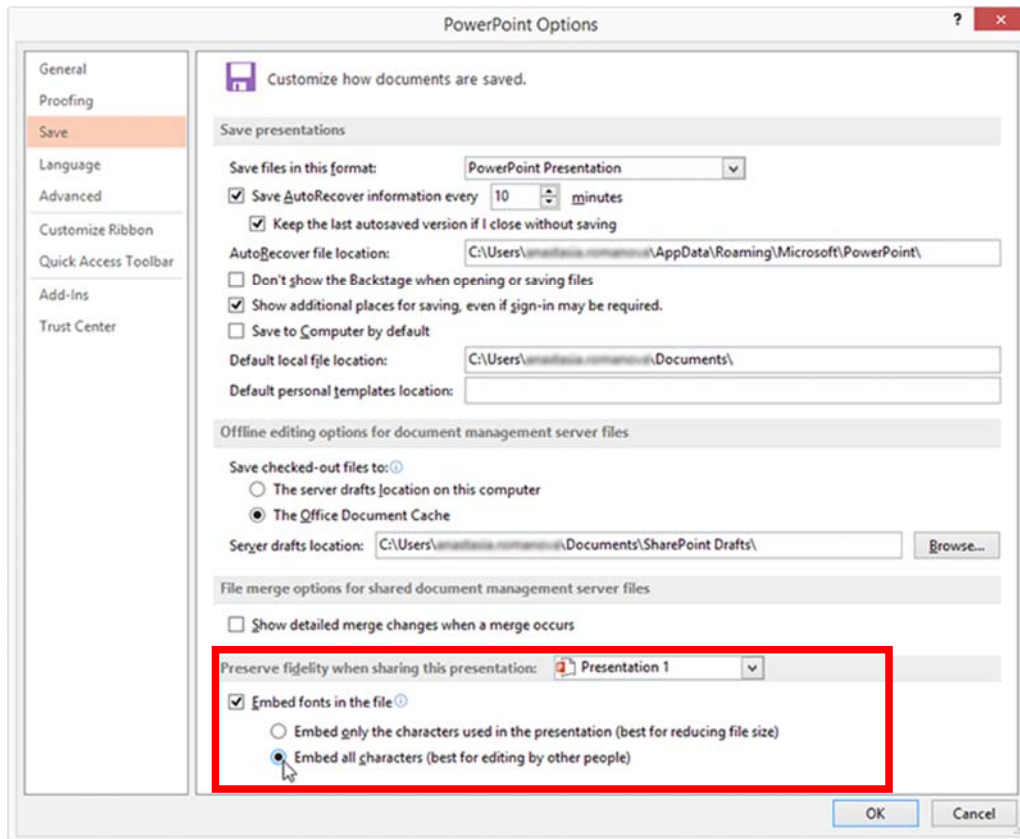 PowerPoint Options
?
General
Proofing
Save
Language
Advanced
Customize Ribbon
Quick Access Toolbar
Add-Ins
Trust Center
Customize how documents are saved.
Save presentations
Save files in this format: PowerPoint Presentation
Save AutoRecover information every 10 minutes
Keep the last autosaved version if I close without saving
AutoRecover file location: C:\Users\ \AppData\Roaming\Microsoft\PowerPoint\
Don't show the Backstage when opening or saving files
Show additional places for saving, even if sign-in may be required.
Save to Computer by default
Default local file location: C:\Users\ \Documents\
Default personal templates location:
Offline editing options for document management server files
Save checked-out files to:
The server drafts location on this computer
The Office Document Cache
Server drafts location: C:\Users\ \Documents\SharePoint Drafts\ Browse...
File merge options for shared document management server files
Show detailed merge changes when a merge occurs
Preserve fidelity when sharing this presentation: Presentation 1
Embed fonts in the file
Embed only the characters used in the presentation (best for reducing file size)
Embed all characters (best for editing by other people)
OK Cancel